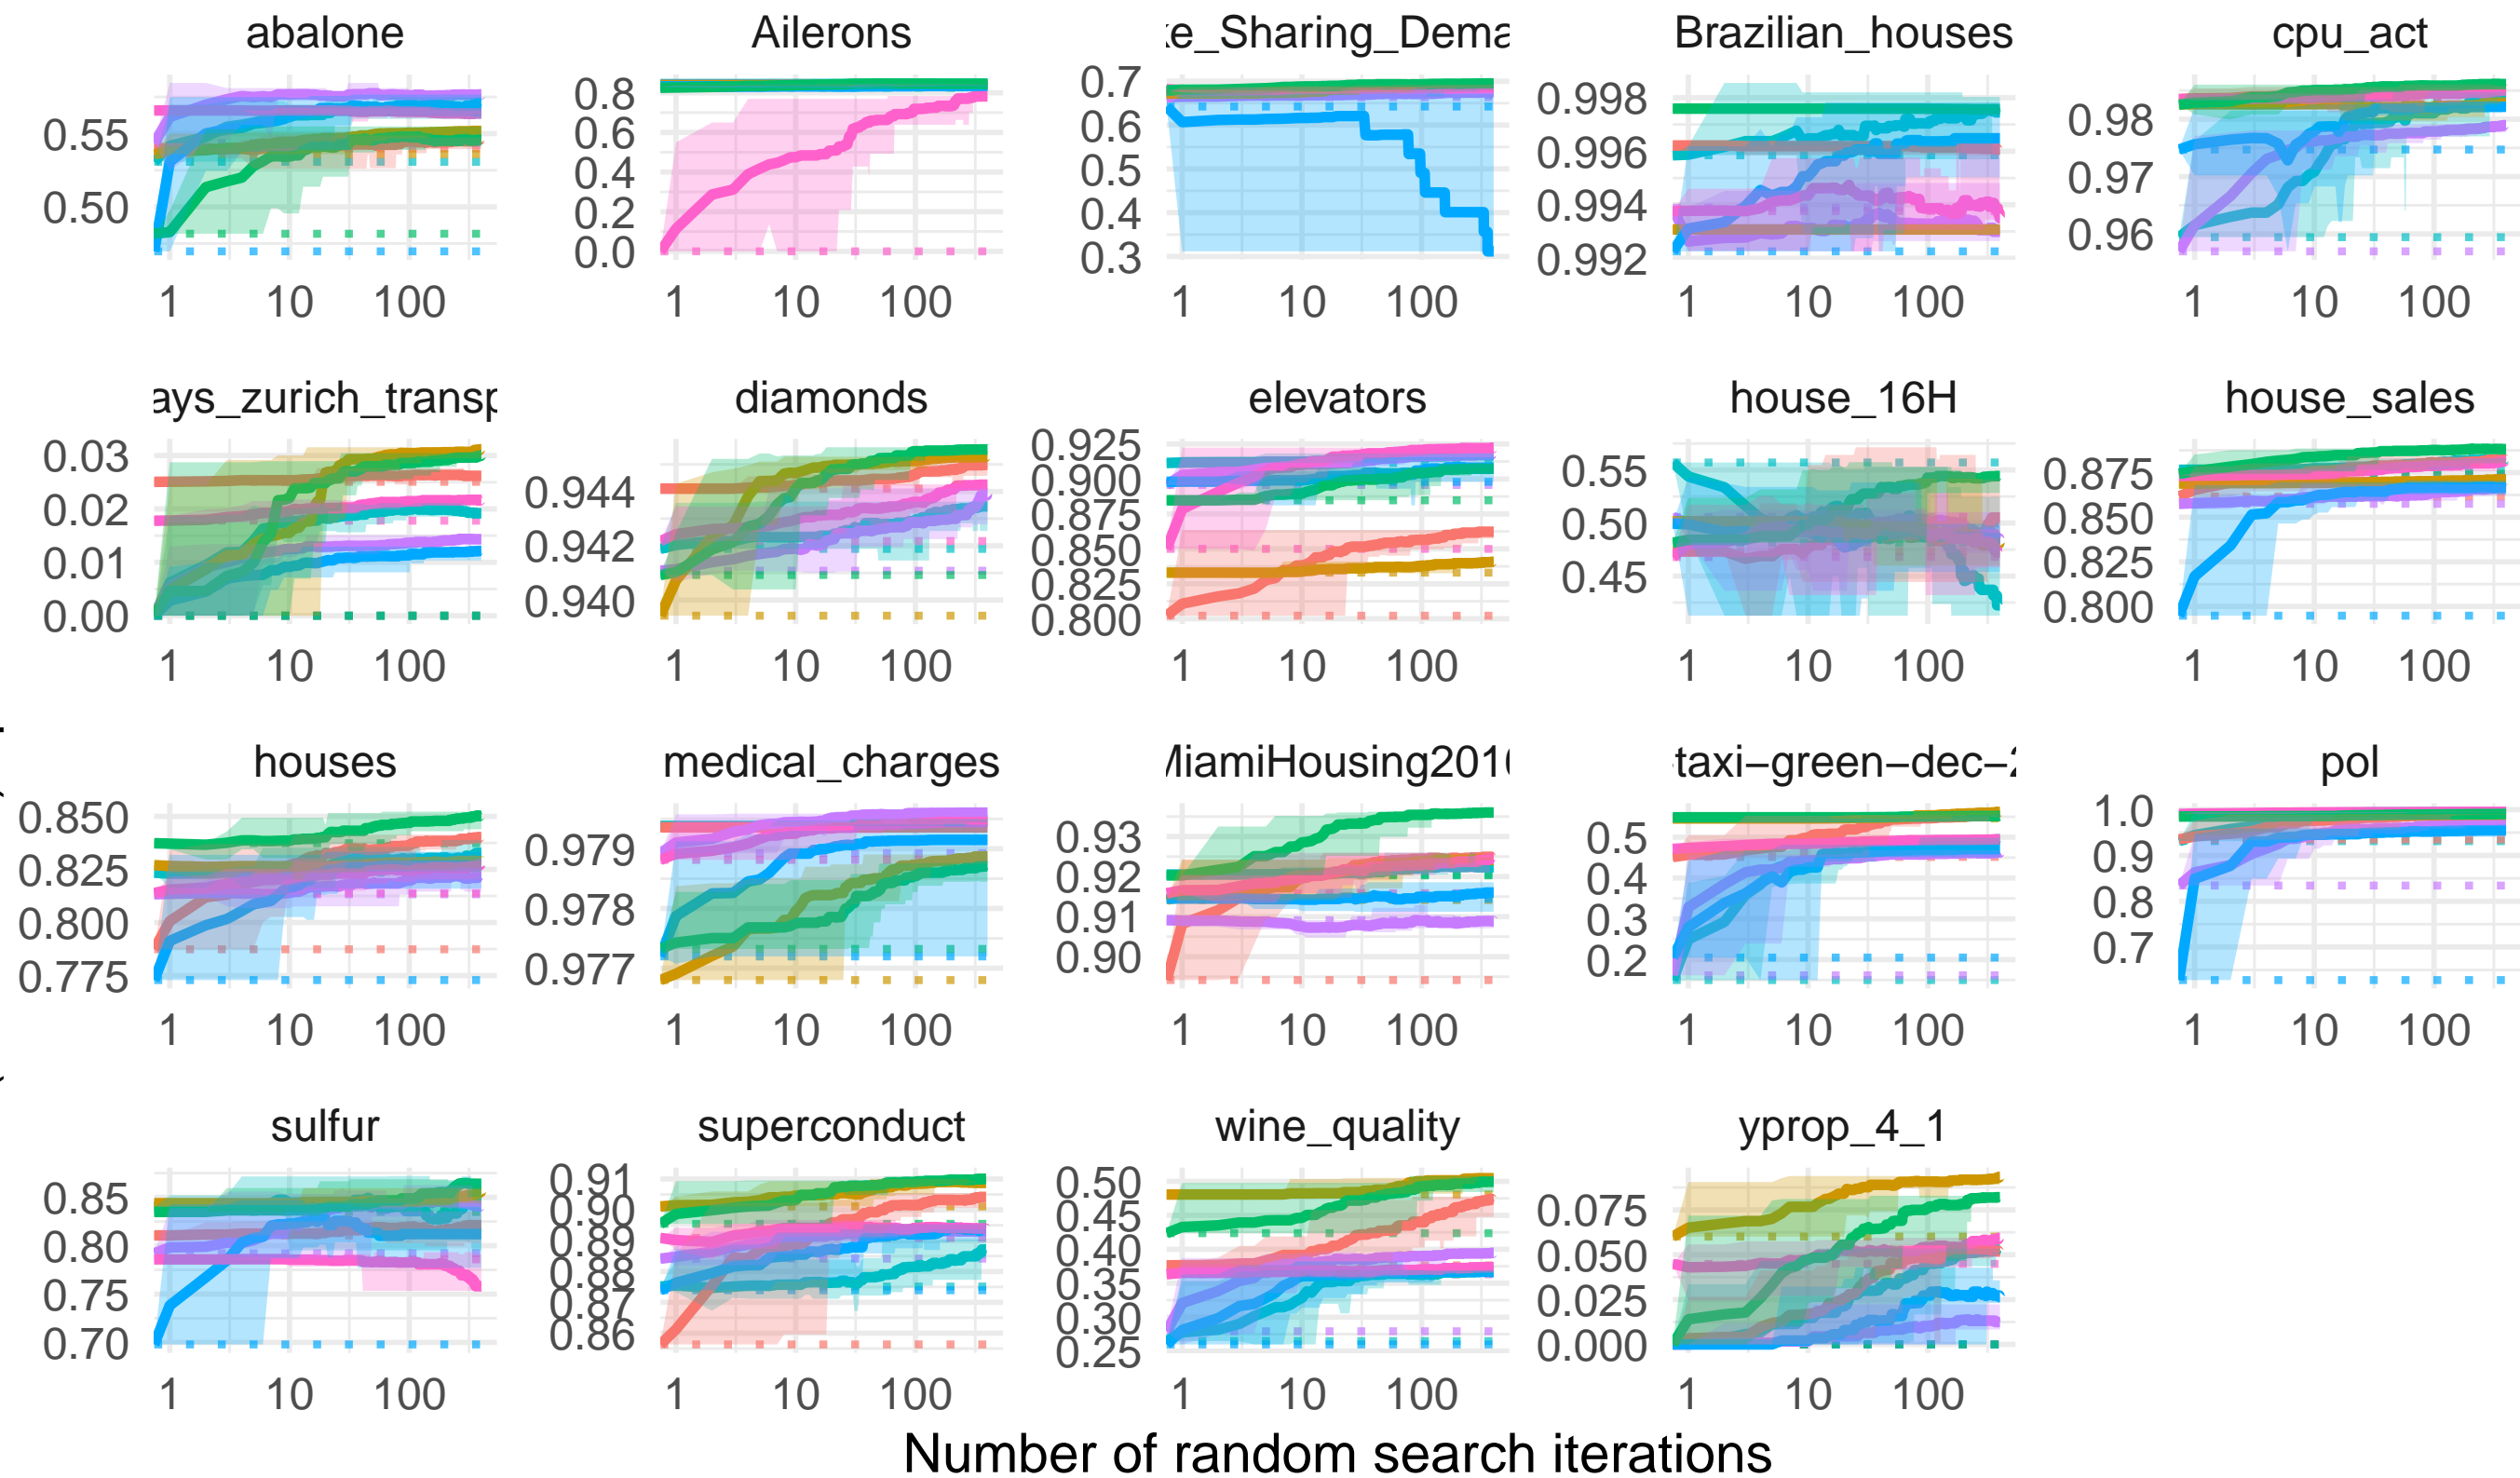 abalone
Ailerons
ke_Sharing_Dema
Brazilian_houses
cpu_act
0.55
0.50
0.8
0.6
0.4
0.2
0.0
0.7
0.6
0.5
0.4
0.3
0.998
0.996
0.994
0.992
0.98
0.97
0.96
1 10 100
1 10 100
1 10 100
1 10 100
1 10 100
ays_zurich_transp
diamonds
elevators
house_16H
house_sales
0.03
0.02
0.01
0.00
0.944
0.942
0.940
0.925
0.900
0.875
0.850
0.825
0.800
0.55
0.50
0.45
0.875
0.850
0.825
0.800
1 10 100
1 10 100
1 10 100
1 10 100
1 10 100
houses
medical_charges
MiamiHousing2016
taxi−green−dec−2
pol
0.850
0.825
0.800
0.775
0.979
0.978
0.977
0.93
0.92
0.91
0.90
0.5
0.4
0.3
0.2
1.0
0.9
0.8
0.7
1 10 100
1 10 100
1 10 100
1 10 100
1 10 100
sulfur
superconduct
wine_quality
yprop_4_1
0.85
0.80
0.75
0.70
0.91
0.90
0.89
0.88
0.87
0.86
0.50
0.45
0.40
0.35
0.30
0.25
0.075
0.050
0.025
0.000
1 10 100
1 10 100
1 10 100
1 10 100
Number of random search iterations